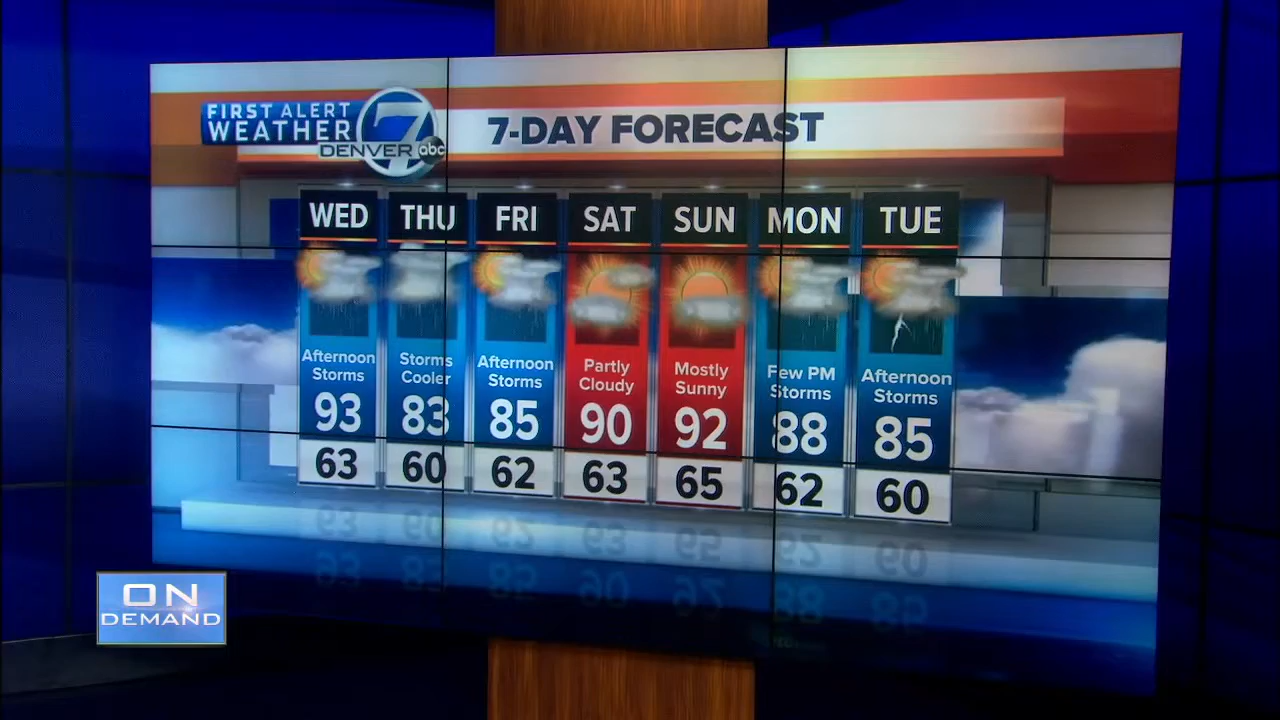 FIRST ALERT
WEATHER
DENVER 7 abc
7-DAY FORECAST
WED THU FRI SAT SUN MON TUE
Afternoon Storms
Storms Cooler
Afternoon Storms
Partly Cloudy
Mostly Sunny
Few PM Storms
Afternoon Storms
93 83 85 90 92 88 85
63 60 62 63 65 62 60
ON
DEMAND